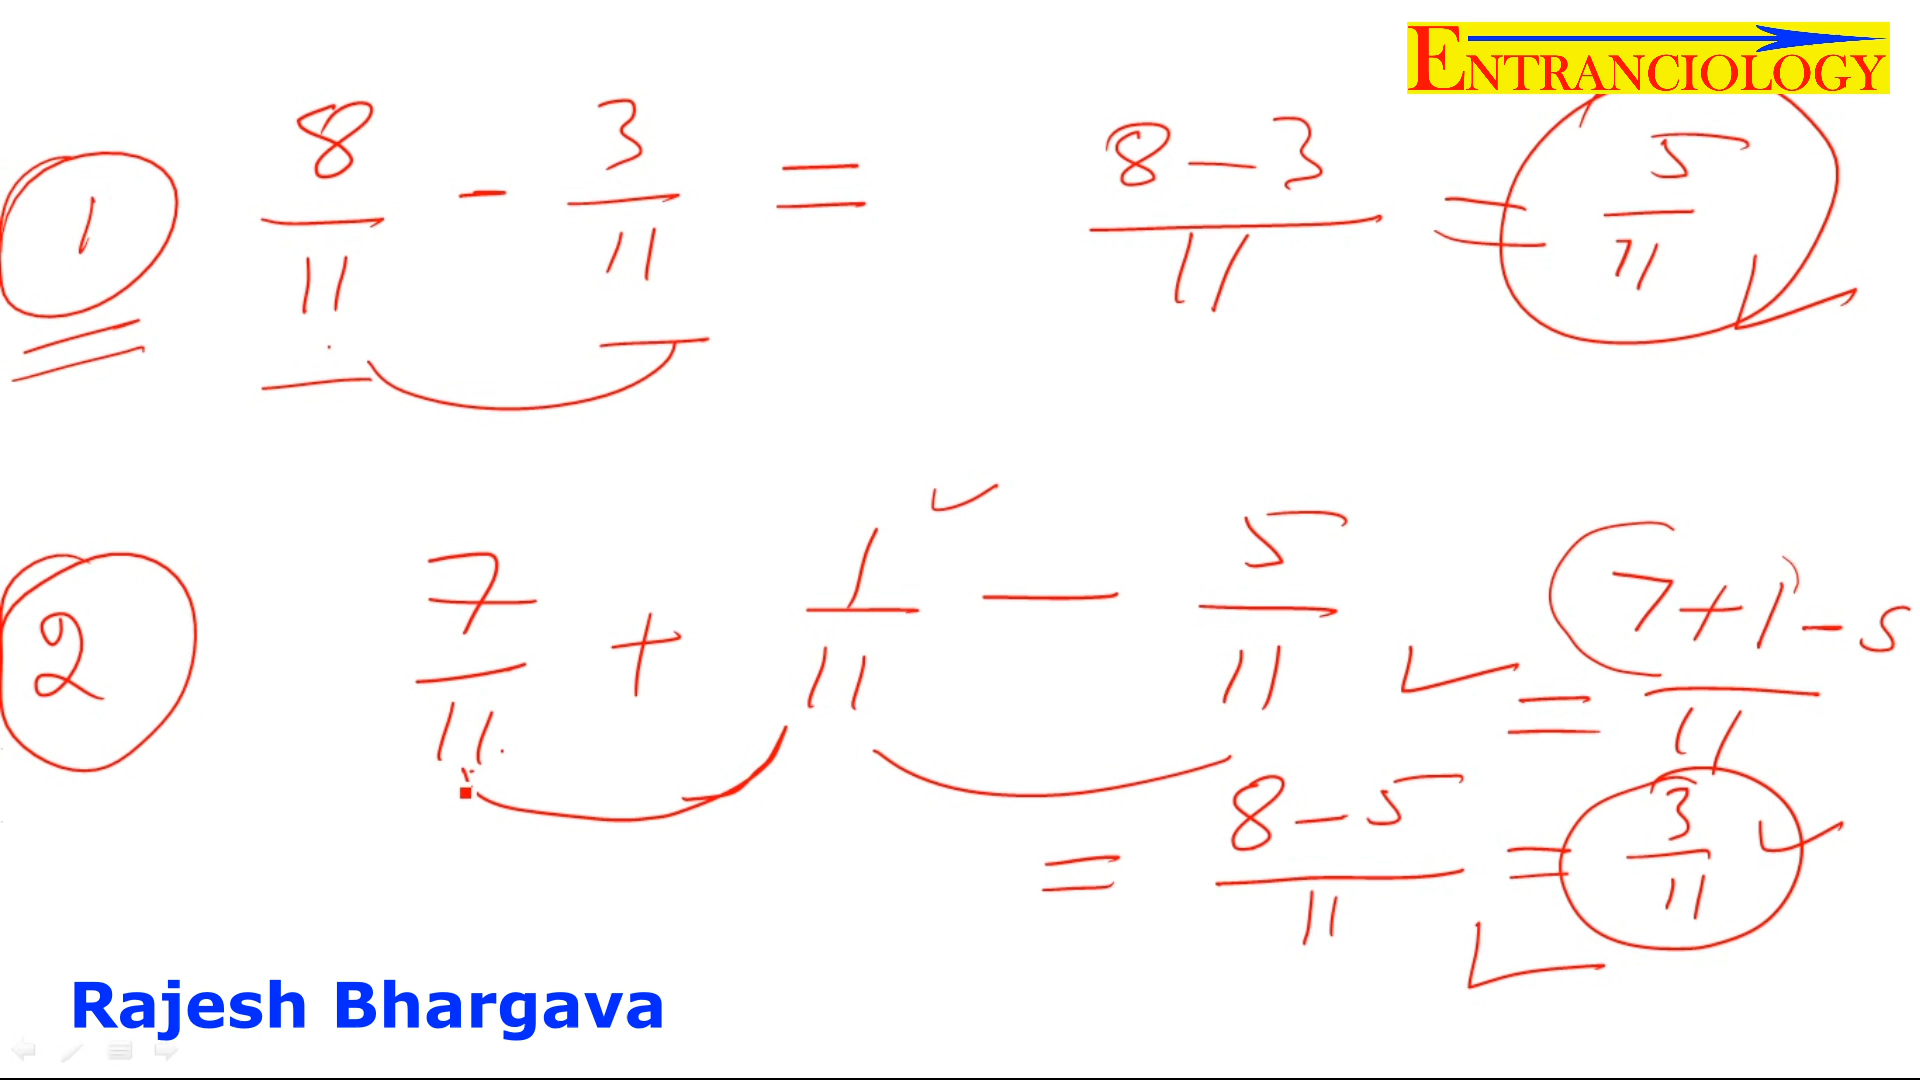 ENTRANCIOLOGY
1 8/11 - 3/11 = 8-3/11 = 5/11
2 7/11 + 1/11 - 5/11 = 7+1-5/11
= 8-5/11 = 3/11
Rajesh Bhargava